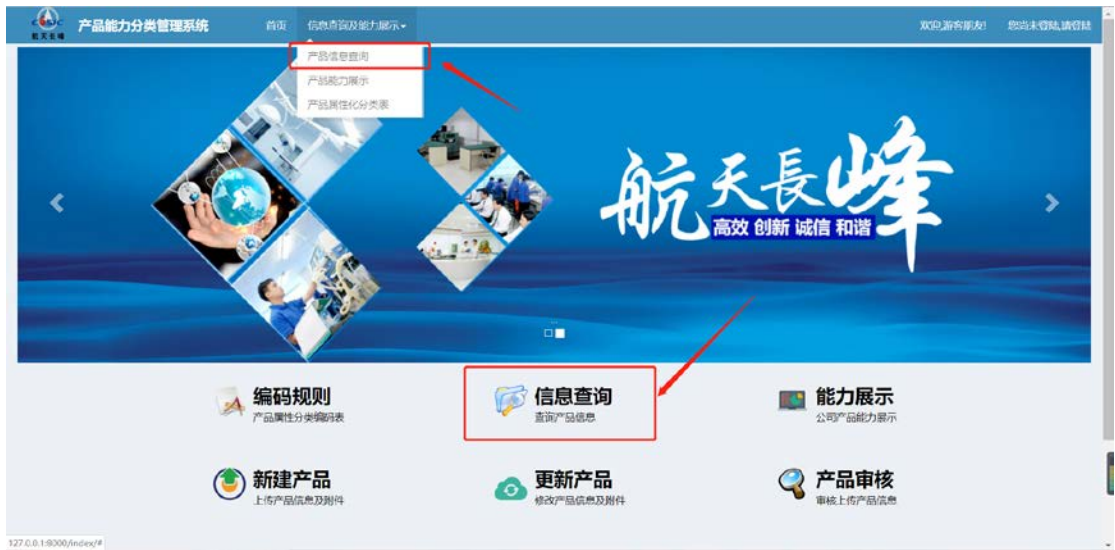 CASIC
航天长峰
产品能力分类管理系统
首页
信息查询及能力展示
欢迎,游客朋友!
您尚未登陆,请登陆
产品信息查询
产品能力展示
产品属性化分类表
航天長峰
高效 创新 诚信 和谐
...
编码规则
产品属性分类编码表
信息查询
查询产品信息
能力展示
公司产品能力展示
新建产品
上传产品信息及附件
更新产品
修改产品信息及附件
产品审核
审核上传产品信息
127.0.0.1:8000/index/#